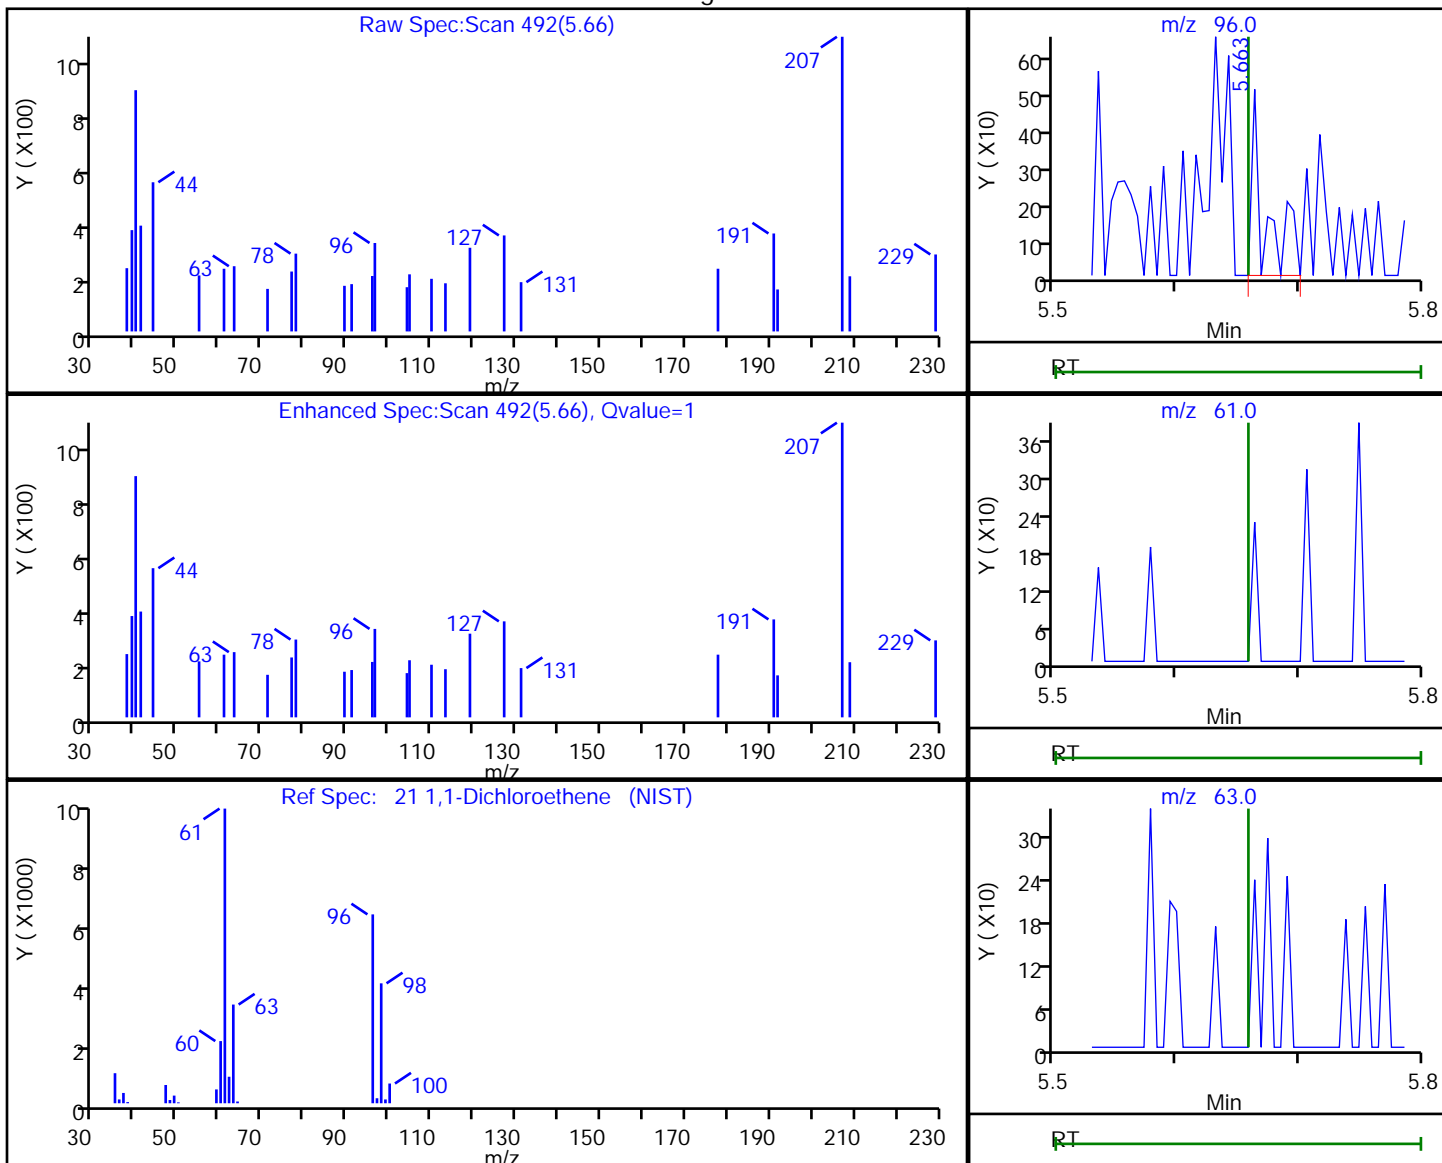 Raw Spec:Scan 492(5.66)
Y ( X100)
10
8
6
4
2
0
44
63
78
96
127
131
191
207
229
30 50 70 90 110 130 150 170 190 210 230
m/z
m/z 96.0
Y ( X10)
60
50
40
30
20
10
0
5.663
5.5 5.8
Min
RT
Enhanced Spec:Scan 492(5.66), Qvalue=1
Y ( X100)
10
8
6
4
2
0
44
63
78
96
127
131
191
207
229
30 50 70 90 110 130 150 170 190 210 230
m/z
m/z 61.0
Y ( X10)
36
30
24
18
12
6
0
5.5 5.8
Min
RT
Ref Spec: 21 1,1-Dichloroethene (NIST)
Y ( X1000)
10
8
6
4
2
0
61
60
63
96
98
100
30 50 70 90 110 130 150 170 190 210 230
m/z
m/z 63.0
Y ( X10)
30
24
18
12
6
0
5.5 5.8
Min
RT